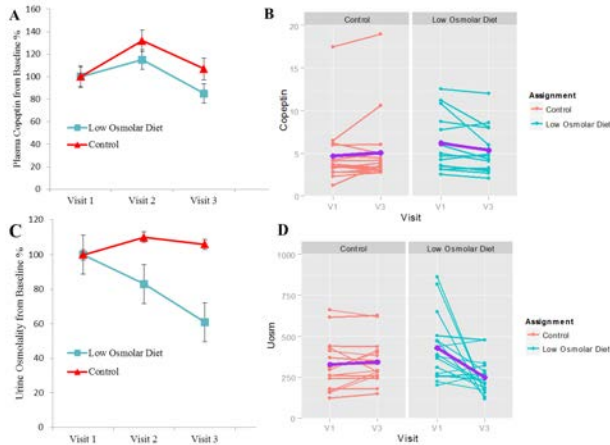 A
Plasma Copeptin from Baseline %
160
140
120
100
80
60
40
20
0
Low Osmolar Diet
Control
Visit 1 Visit 2 Visit 3
B
Control Low Osmolar Diet
Copeptin
20
15
10
5
0
V1 V3 V1 V3
Visit
Assignment
Control
Low Osmolar Diet
C
Urine Osmolality from Baseline %
120
100
80
60
40
20
0
Low Osmolar Diet
Control
Visit 1 Visit 2 Visit 3
D
Control Low Osmolar Diet
Uosm
1000
750
500
250
0
V1 V3 V1 V3
Visit
Assignment
Control
Low Osmolar Diet